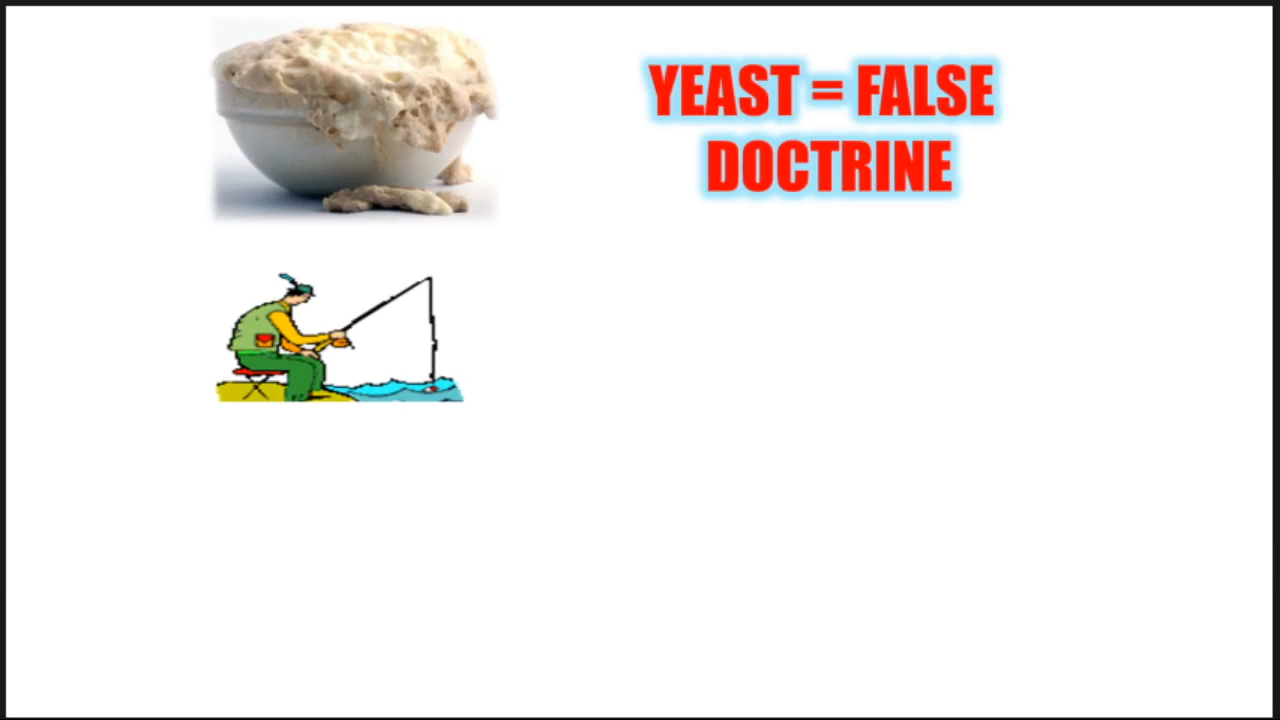 YEAST = FALSE
DOCTRINE